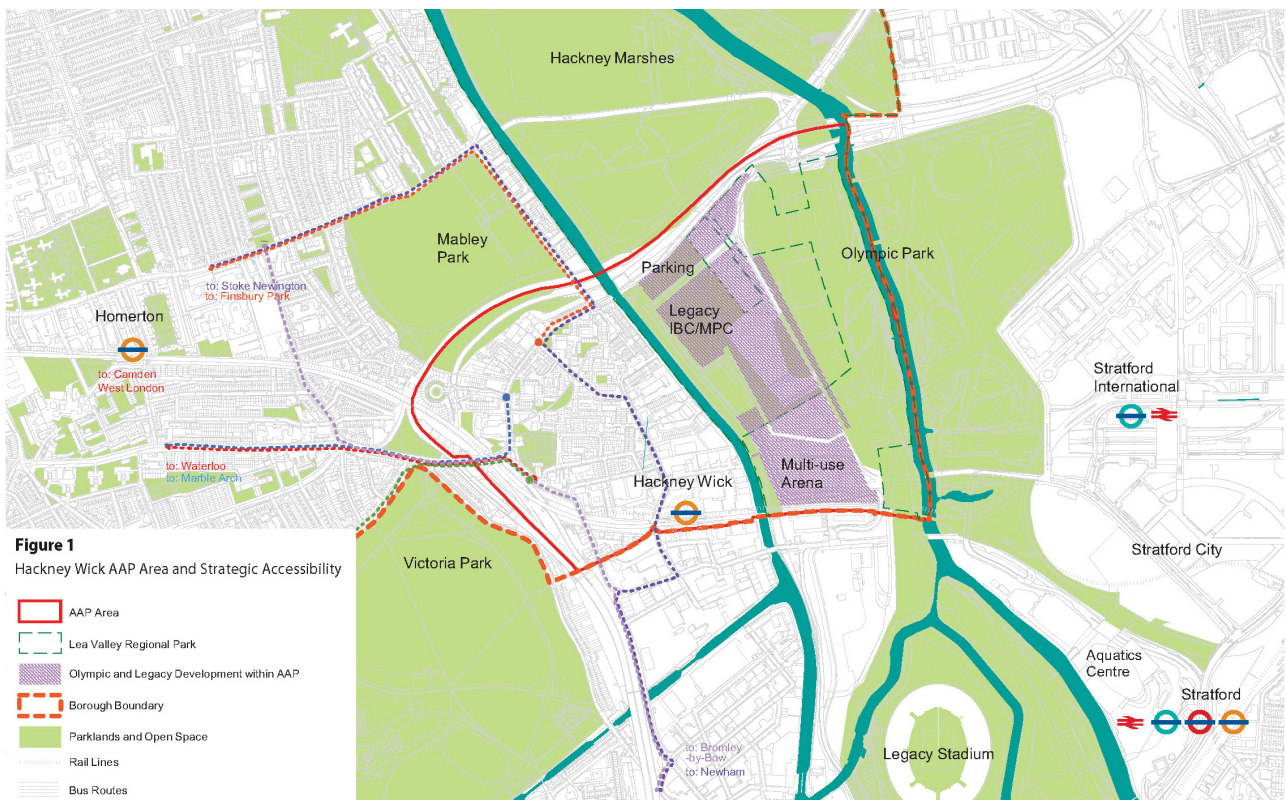 Hackney Marshes
Mabley
Park
Olympic Park
Parking
to: Stoke Newington
to: Finsbury Park
Legacy
IBC/MPC
Homerton
to: Camden
West London
Stratford
International
to: Waterloo
to: Marble Arch
Multi-use
Arena
Hackney Wick
Figure 1
Hackney Wick AAP Area and Strategic Accessibility
Victoria Park
Stratford City
AAP Area
Lea Valley Regional Park
Olympic and Legacy Development within AAP
Borough Boundary
Parklands and Open Space
Rail Lines
Bus Routes
Aquatics
Centre
Stratford
Legacy Stadium
to: Bromley
-by-Bow
to: Newham